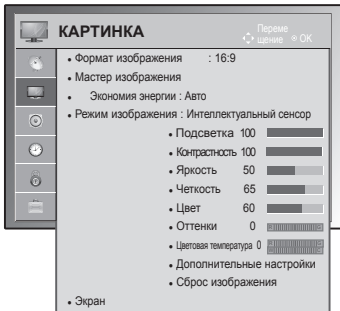 КАРТИНКА
Переме
щение OK
• Формат изображения : 16:9
• Мастер изображения
• Экономия энергии : Авто
• Режим изображения : Интеллектуальный сенсор
• Подсветка 100
• Контрастность 100
• Яркость 50
• Четкость 65
• Цвет 60
• Оттенки 0
• Цветовая температура 0
• Дополнительные настройки
• Сброс изображения
• Экран